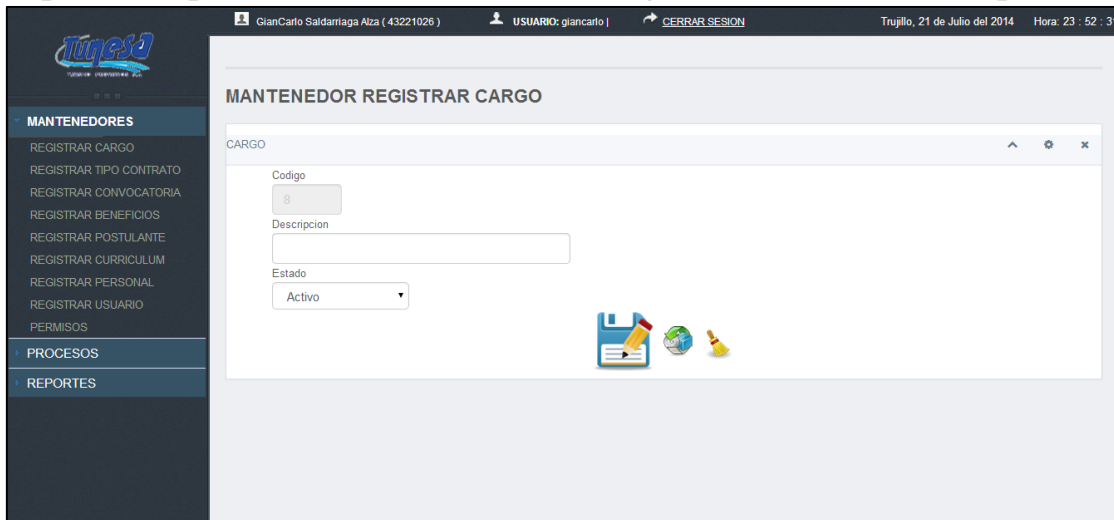 GianCarlo Saldarriaga Alza ( 43221026 )
USUARIO: giancarlo |
CERRAR SESION
Trujillo, 21 de Julio del 2014
Hora: 23 : 52 : 3
Tunesa
MANTENEDORES
REGISTRAR CARGO
REGISTRAR TIPO CONTRATO
REGISTRAR CONVOCATORIA
REGISTRAR BENEFICIOS
REGISTRAR POSTULANTE
REGISTRAR CURRICULUM
REGISTRAR PERSONAL
REGISTRAR USUARIO
PERMISOS
PROCESOS
REPORTES
MANTENEDOR REGISTRAR CARGO
CARGO
Codigo
8
Descripcion
Estado
Activo